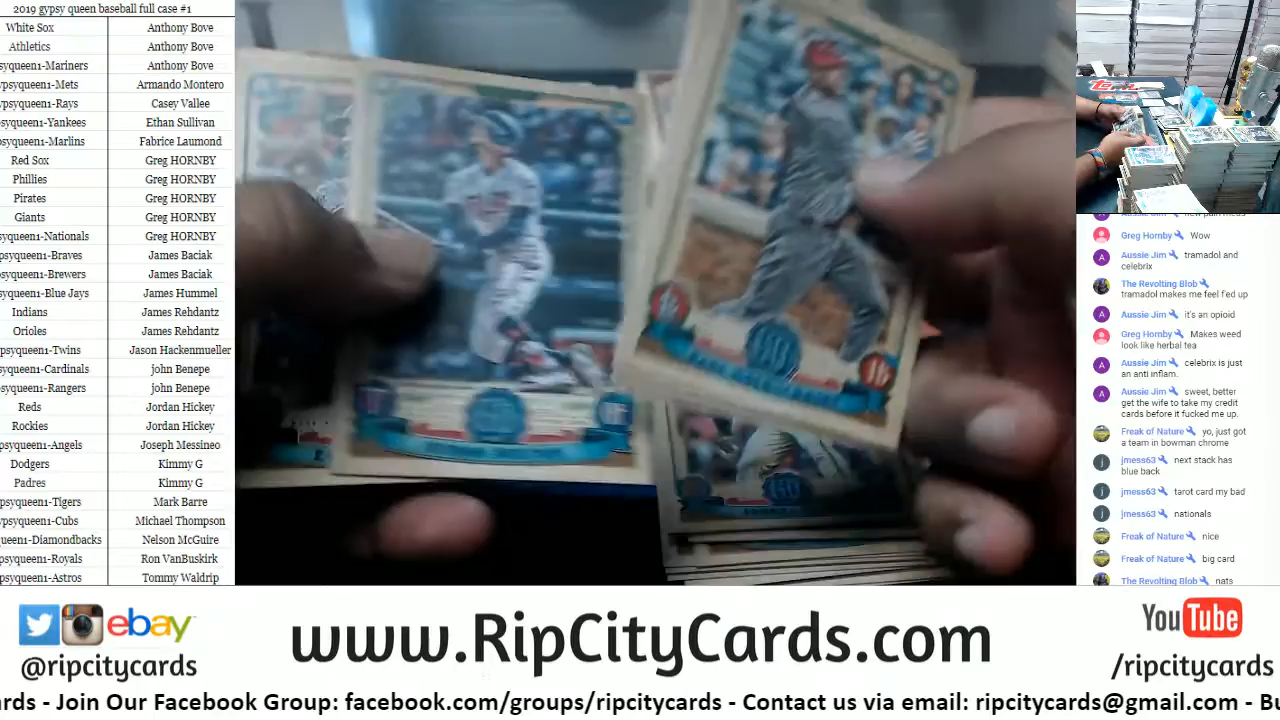 2019 gypsy queen baseball full case #1
White Sox Anthony Bove
Athletics Anthony Bove
syqueen1-Mariners Anthony Bove
ypsyqueen1-Mets Armando Montero
ypsyqueen1-Rays Casey Vallee
syqueen1-Yankees Ethan Sullivan
syqueen1-Marlins Fabrice Laumond
Red Sox Greg HORNBY
Phillies Greg HORNBY
Pirates Greg HORNBY
Giants Greg HORNBY
syqueen1-Nationals Greg HORNBY
psyqueen1-Braves James Baciak
syqueen1-Brewers James Baciak
yqueen1-Blue Jays James Hummel
Indians James Rehdantz
Orioles James Rehdantz
ypsyqueen1-Twins Jason Hackenmueller
yqueen1-Cardinals john Benepe
syqueen1-Rangers john Benepe
Reds Jordan Hickey
Rockies Jordan Hickey
psyqueen1-Angels Joseph Messineo
Dodgers Kimmy G
Padres Kimmy G
psyqueen1-Tigers Mark Barre
psyqueen1-Cubs Michael Thompson
ueen1-Diamondbacks Nelson McGuire
psyqueen1-Royals Ron VanBuskirk
psyqueen1-Astros Tommy Waldrip
Aussie Jim new pain meds
Greg Hornby Wow
Aussie Jim tramadol and
celebrix
The Revolting Blob
tramadol makes me feel f'ed up
Aussie Jim it's an opioid
Greg Hornby Makes weed
look like herbal tea
Aussie Jim celebrix is just
an anti inflam.
Aussie Jim sweet, better
get the wife to take my credit
cards before it fucked me up.
Freak of Nature yo, just got
a team in bowman chrome
jmess63 next stack has
blue back
jmess63 tarot card my bad
jmess63 nationals
Freak of Nature nice
Freak of Nature big card
The Revolting Blob nats
ebay
@ripcitycards
www.RipCityCards.com
YouTube
/ripcitycards
ards - Join Our Facebook Group: facebook.com/groups/ripcitycards - Contact us via email: ripcitycards@gmail.com - Bu